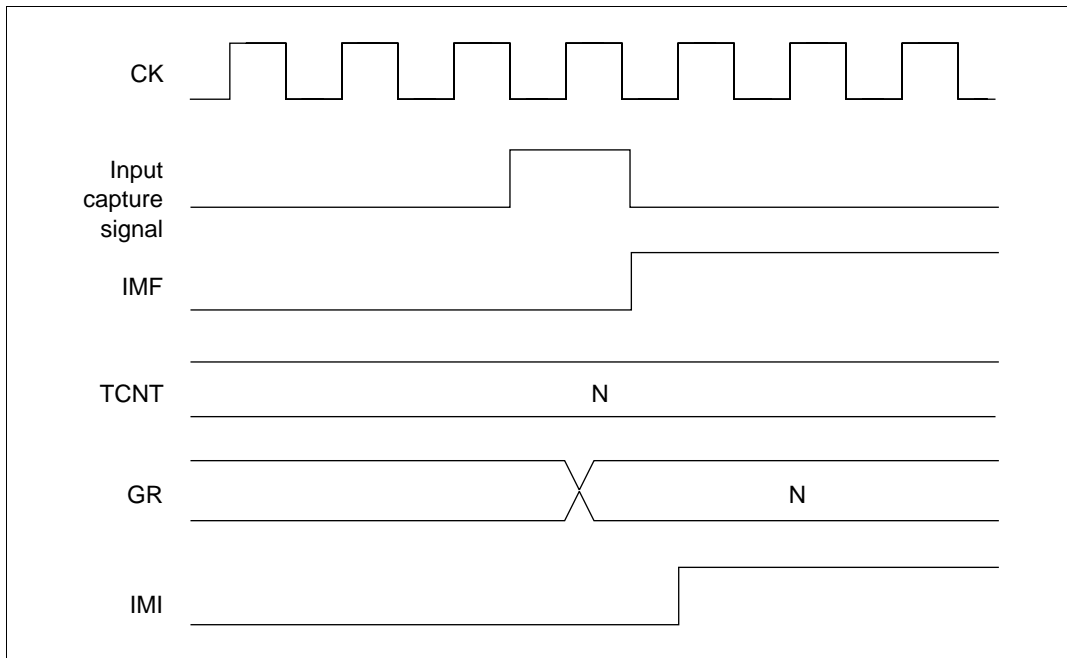 CK
Input
capture
signal
IMF
TCNT
N
GR
N
IMI